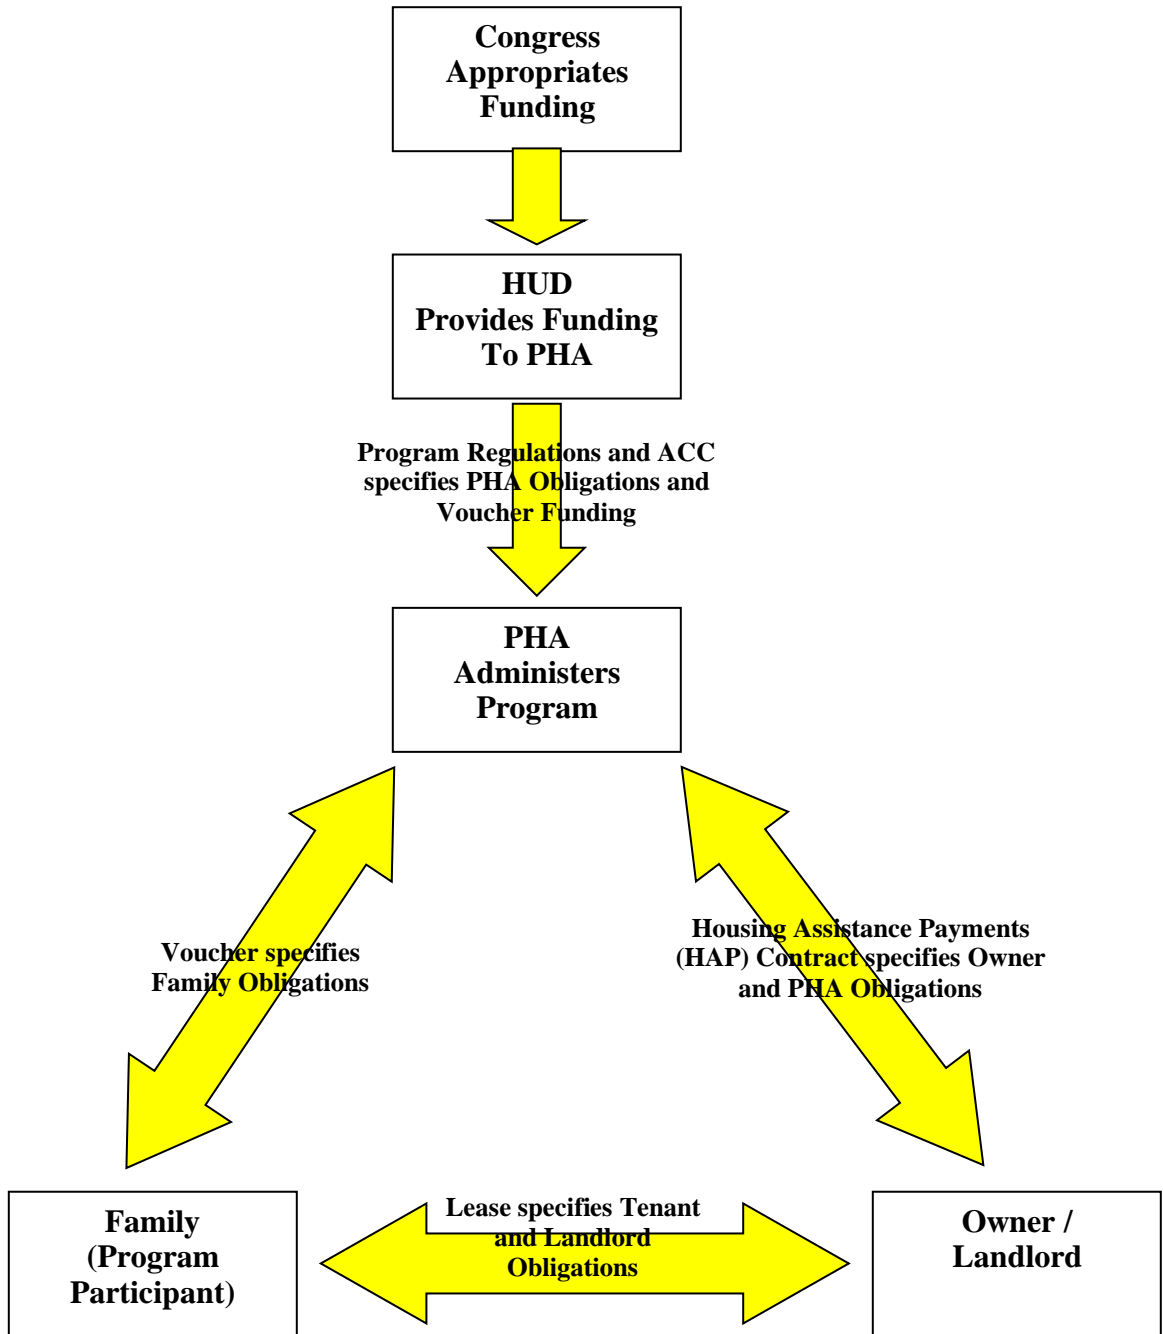 Congress
Appropriates
Funding
HUD
Provides Funding
To PHA
Program Regulations and ACC
specifies PHA Obligations and
Voucher Funding
PHA
Administers
Program
Voucher specifies
Family Obligations
Housing Assistance Payments
(HAP) Contract specifies Owner
and PHA Obligations
Family
(Program
Participant)
Lease specifies Tenant
and Landlord
Obligations
Owner /
Landlord